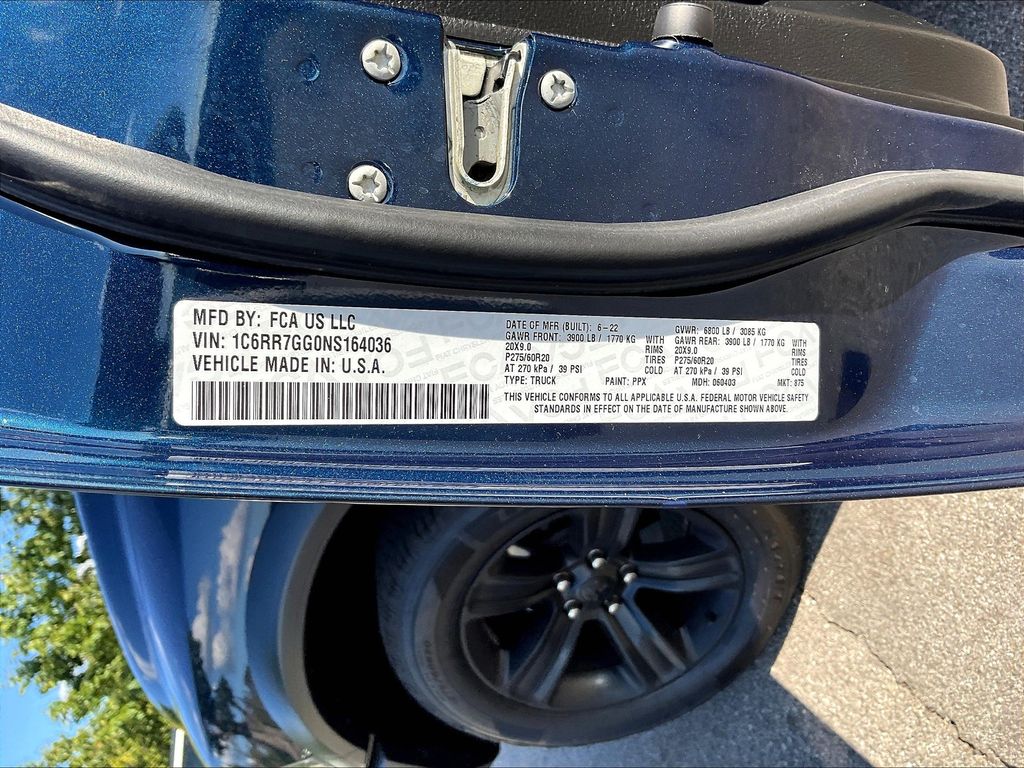 MFD BY: FCA US LLC
VIN: 1C6RR7GG0NS164036
VEHICLE MADE IN: U.S.A.
DATE OF MFR (BUILT): 6-22 GVWR: 6800 LB / 3085 KG
GAWR FRONT: 3900 LB / 1770 KG WITH GAWR REAR: 3900 LB / 1770 KG WITH
20X9.0 RIMS 20X9.0 RIMS
P275/60R20 TIRES P275/60R20 TIRES
AT 270 kPa / 39 PSI COLD AT 270 kPa / 39 PSI COLD
TYPE: TRUCK PAINT: PPX MDH: 060403 MKT: 875
THIS VEHICLE CONFORMS TO ALL APPLICABLE U.S.A. FEDERAL MOTOR VEHICLE SAFETY
STANDARDS IN EFFECT ON THE DATE OF MANUFACTURE SHOWN ABOVE.